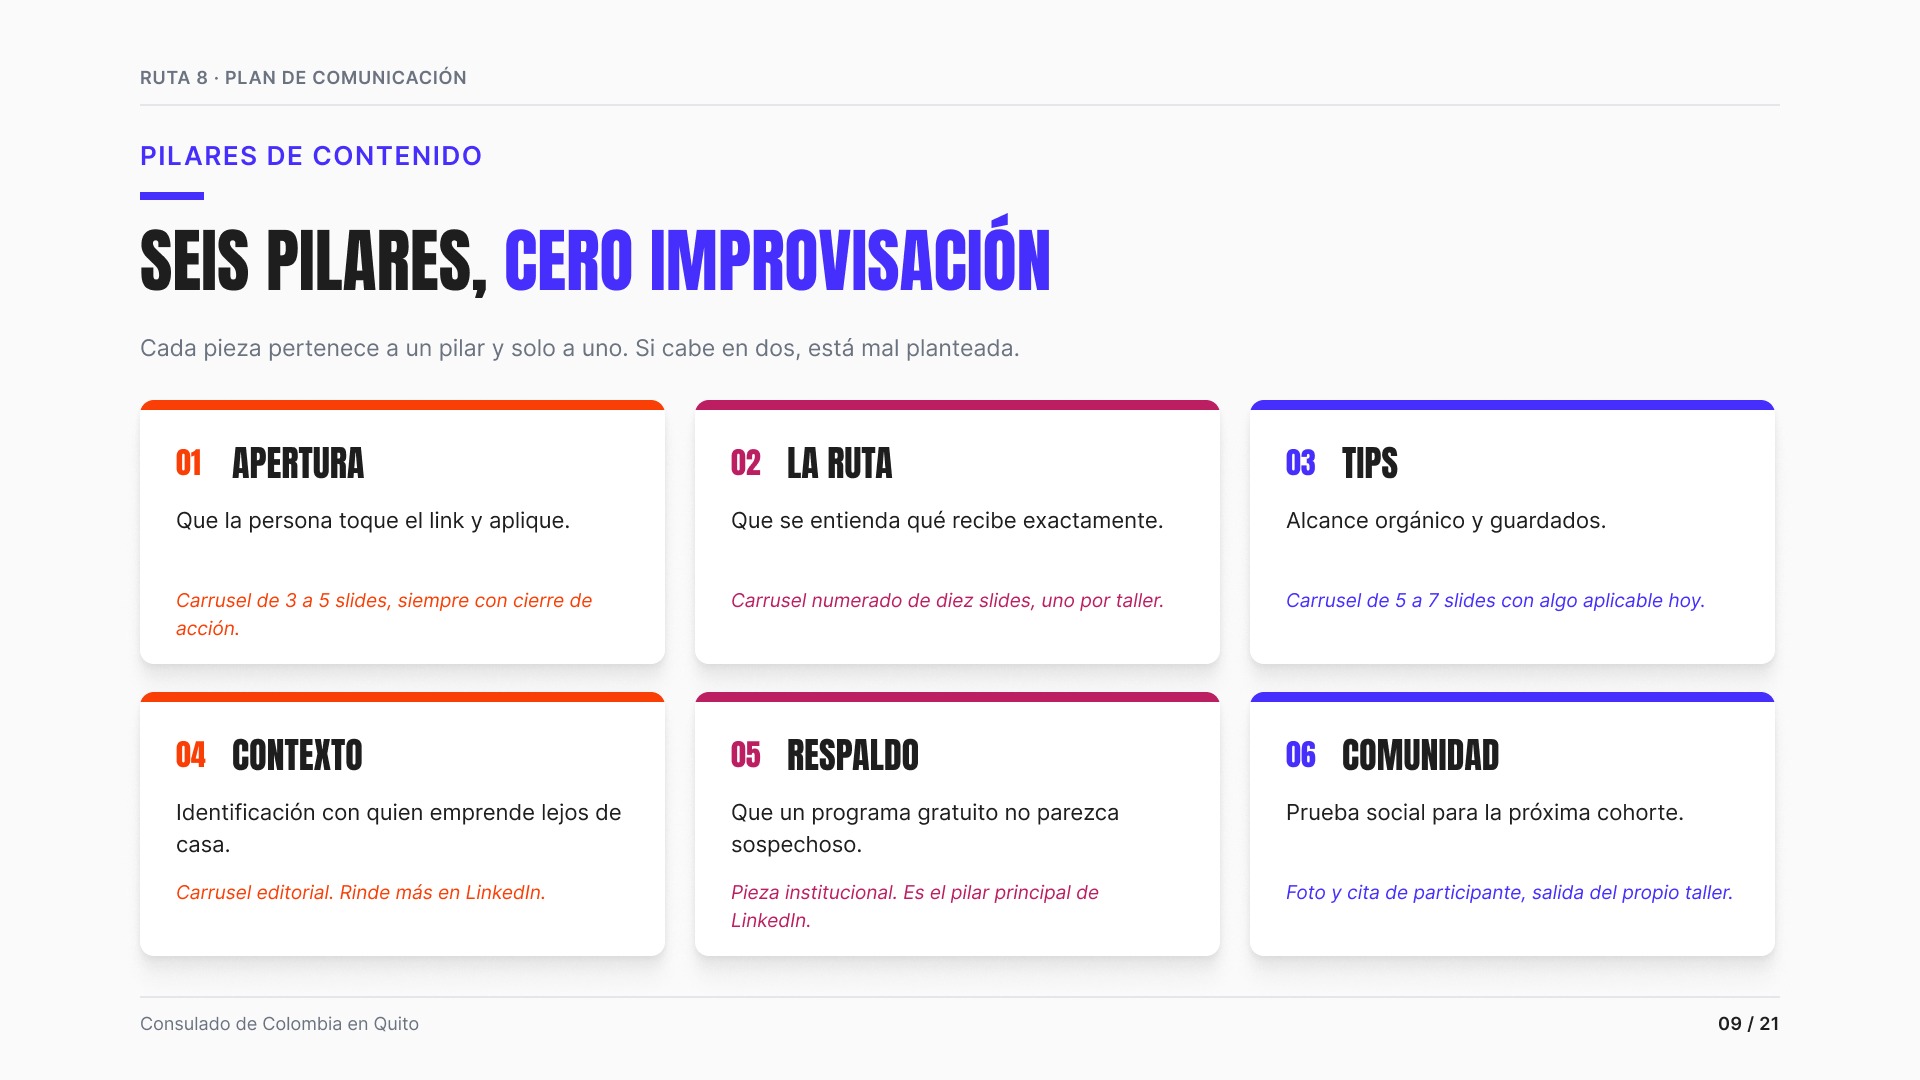 RUTA 8 · PLAN DE COMUNICACIÓN
PILARES DE CONTENIDO
SEIS PILARES, CERO IMPROVISACIÓN
Cada pieza pertenece a un pilar y solo a uno. Si cabe en dos, está mal planteada.
01 APERTURA
Que la persona toque el link y aplique.
Carrusel de 3 a 5 slides, siempre con cierre de
acción.
02 LA RUTA
Que se entienda qué recibe exactamente.
Carrusel numerado de diez slides, uno por taller.
03 TIPS
Alcance orgánico y guardados.
Carrusel de 5 a 7 slides con algo aplicable hoy.
04 CONTEXTO
Identificación con quien emprende lejos de
casa.
Carrusel editorial. Rinde más en LinkedIn.
05 RESPALDO
Que un programa gratuito no parezca
sospechoso.
Pieza institucional. Es el pilar principal de
LinkedIn.
06 COMUNIDAD
Prueba social para la próxima cohorte.
Foto y cita de participante, salida del propio taller.
Consulado de Colombia en Quito
09 / 21